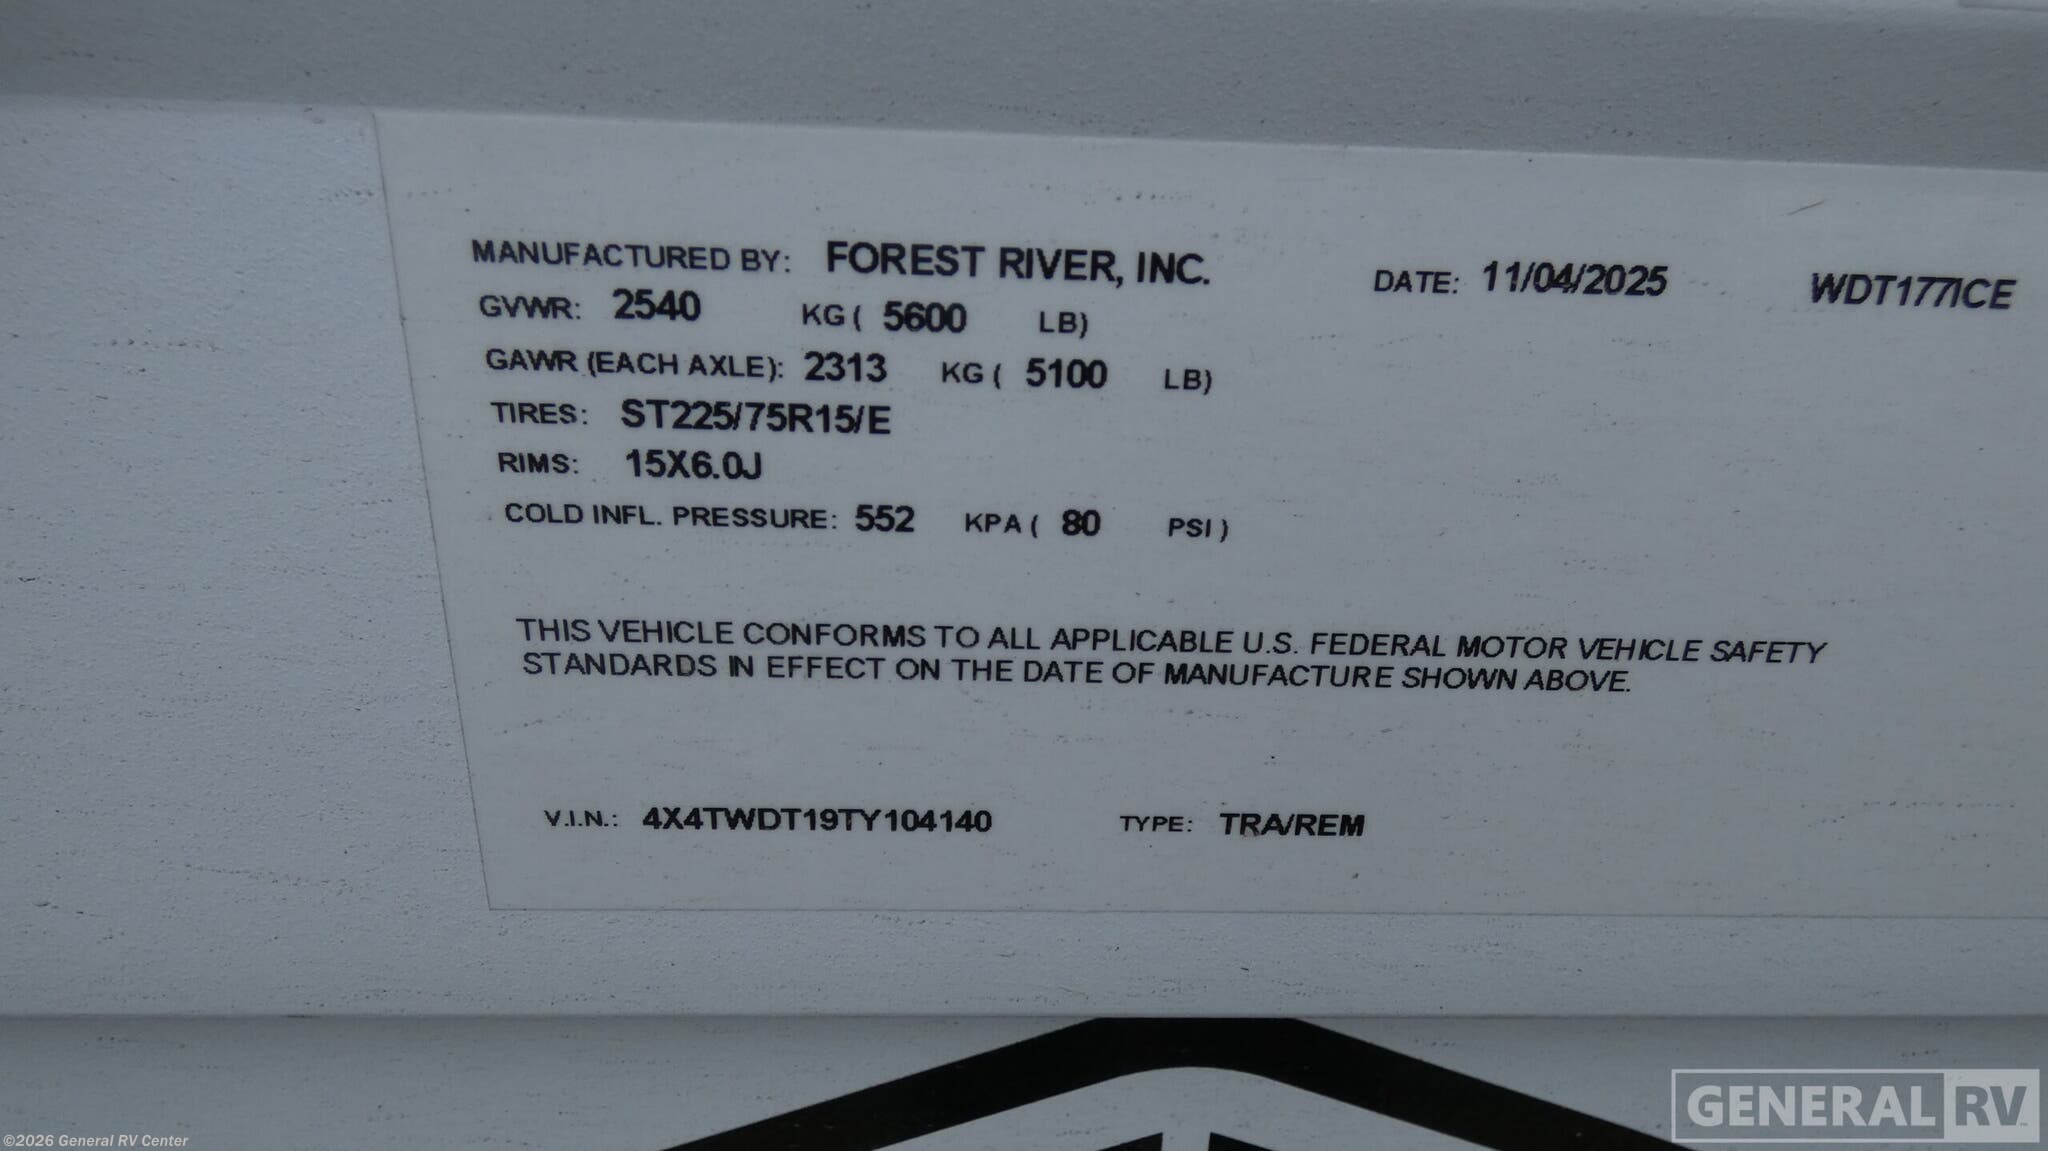 MANUFACTURED BY: FOREST RIVER, INC. DATE: 11/04/2025 WDT177ICE
GVWR: 2540 KG ( 5600 LB)
GAWR (EACH AXLE): 2313 KG ( 5100 LB)
TIRES: ST225/75R15/E
RIMS: 15X6.0J
COLD INFL. PRESSURE: 552 KPA ( 80 PSI )
THIS VEHICLE CONFORMS TO ALL APPLICABLE U.S. FEDERAL MOTOR VEHICLE SAFETY
STANDARDS IN EFFECT ON THE DATE OF MANUFACTURE SHOWN ABOVE.
V.I.N.: 4X4TWDT19TY104140 TYPE: TRA/REM
GENERAL RV
©2026 General RV Center